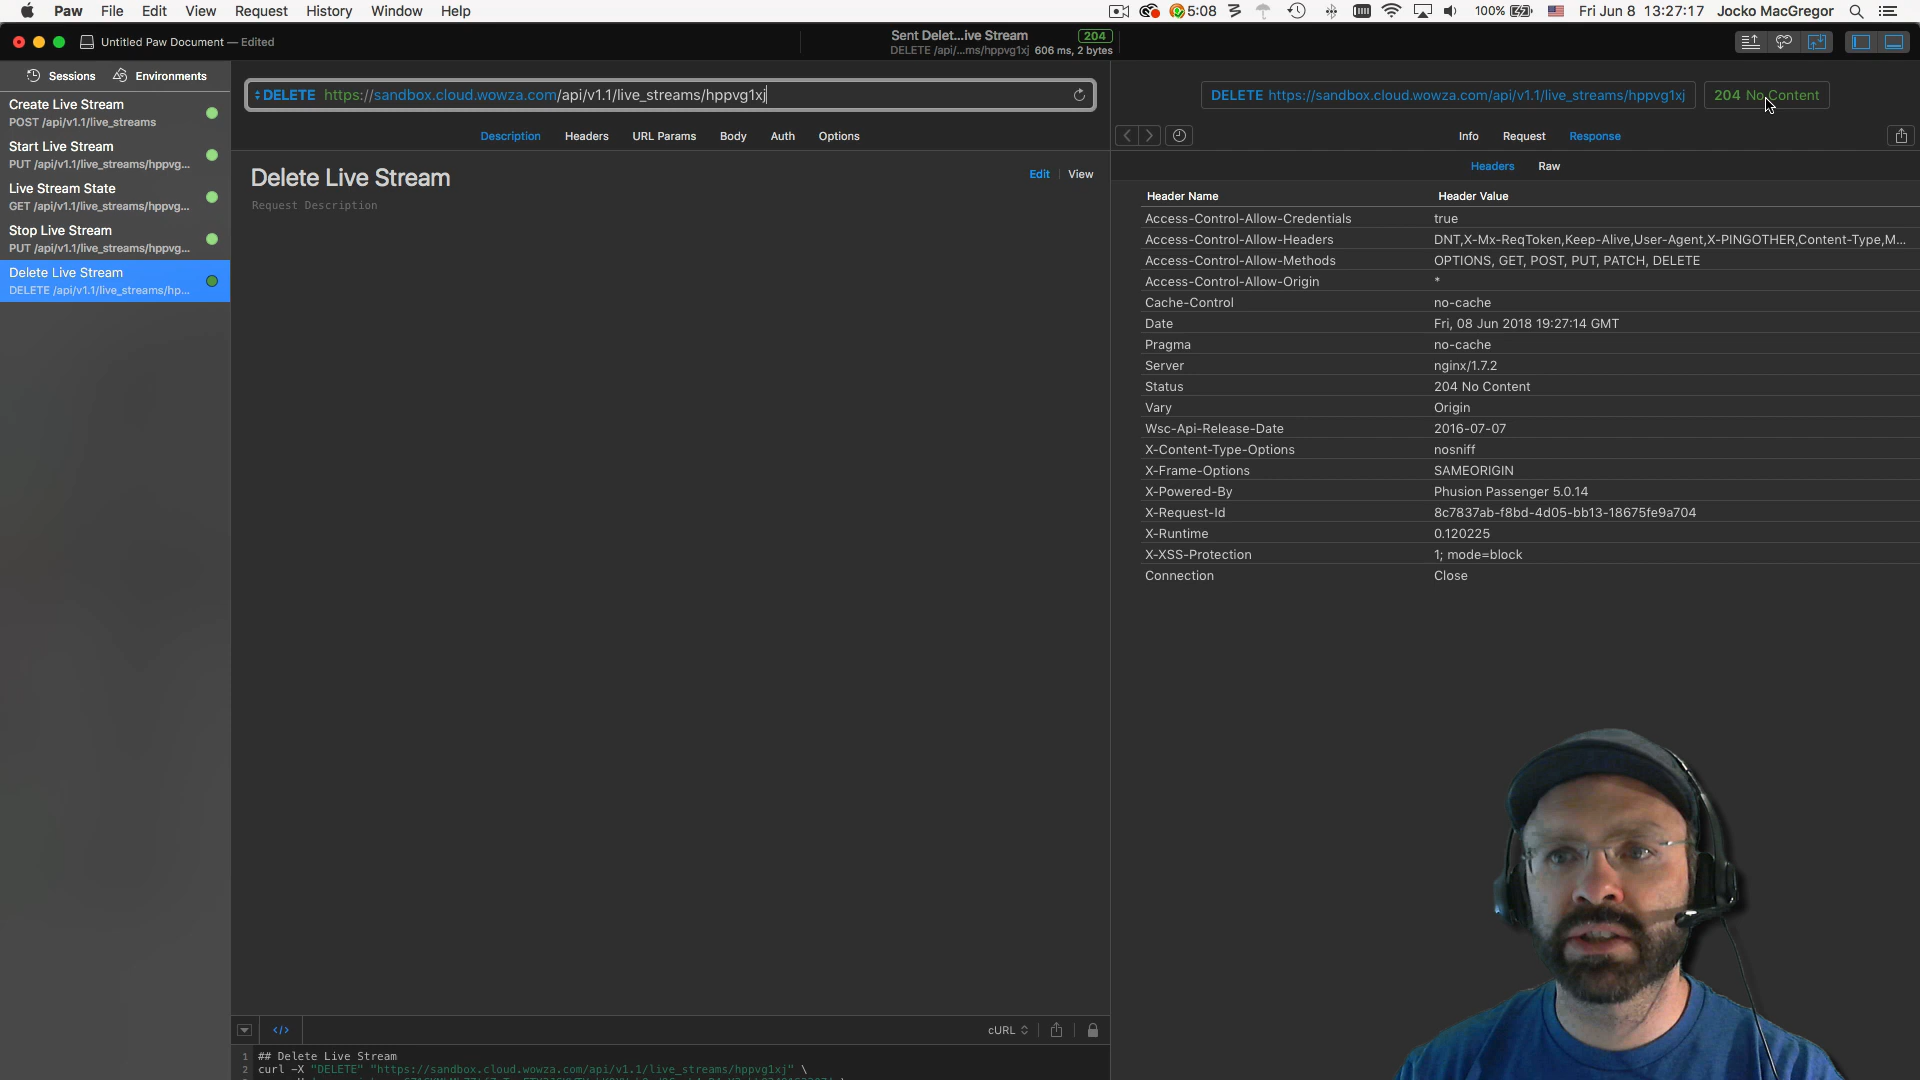 Paw File Edit View Request History Window Help
5:08 100% Fri Jun 8 13:27:17 Jocko MacGregor
Untitled Paw Document — Edited
Sent Delet...ive Stream 204
DELETE /api/...ms/hppvg1xj 606 ms, 2 bytes
Sessions Environments
Create Live Stream
POST /api/v1.1/live_streams
Start Live Stream
PUT /api/v1.1/live_streams/hppvg...
Live Stream State
GET /api/v1.1/live_streams/hppvg...
Stop Live Stream
PUT /api/v1.1/live_streams/hppvg...
Delete Live Stream
DELETE /api/v1.1/live_streams/hp...
DELETE https://sandbox.cloud.wowza.com/api/v1.1/live_streams/hppvg1xj
Description Headers URL Params Body Auth Options
Delete Live Stream
Edit View
Request Description
cURL
1 ## Delete Live Stream
2 curl -X "DELETE" "https://sandbox.cloud.wowza.com/api/v1.1/live_streams/hppvg1xj" \
DELETE https://sandbox.cloud.wowza.com/api/v1.1/live_streams/hppvg1xj 204 No Content
Info Request Response
Headers Raw
Header Name Header Value
Access-Control-Allow-Credentials true
Access-Control-Allow-Headers DNT,X-Mx-ReqToken,Keep-Alive,User-Agent,X-PINGOTHER,Content-Type,M...
Access-Control-Allow-Methods OPTIONS, GET, POST, PUT, PATCH, DELETE
Access-Control-Allow-Origin *
Cache-Control no-cache
Date Fri, 08 Jun 2018 19:27:14 GMT
Pragma no-cache
Server nginx/1.7.2
Status 204 No Content
Vary Origin
Wsc-Api-Release-Date 2016-07-07
X-Content-Type-Options nosniff
X-Frame-Options SAMEORIGIN
X-Powered-By Phusion Passenger 5.0.14
X-Request-Id 8c7837ab-f8bd-4d05-bb13-18675fe9a704
X-Runtime 0.120225
X-XSS-Protection 1; mode=block
Connection Close